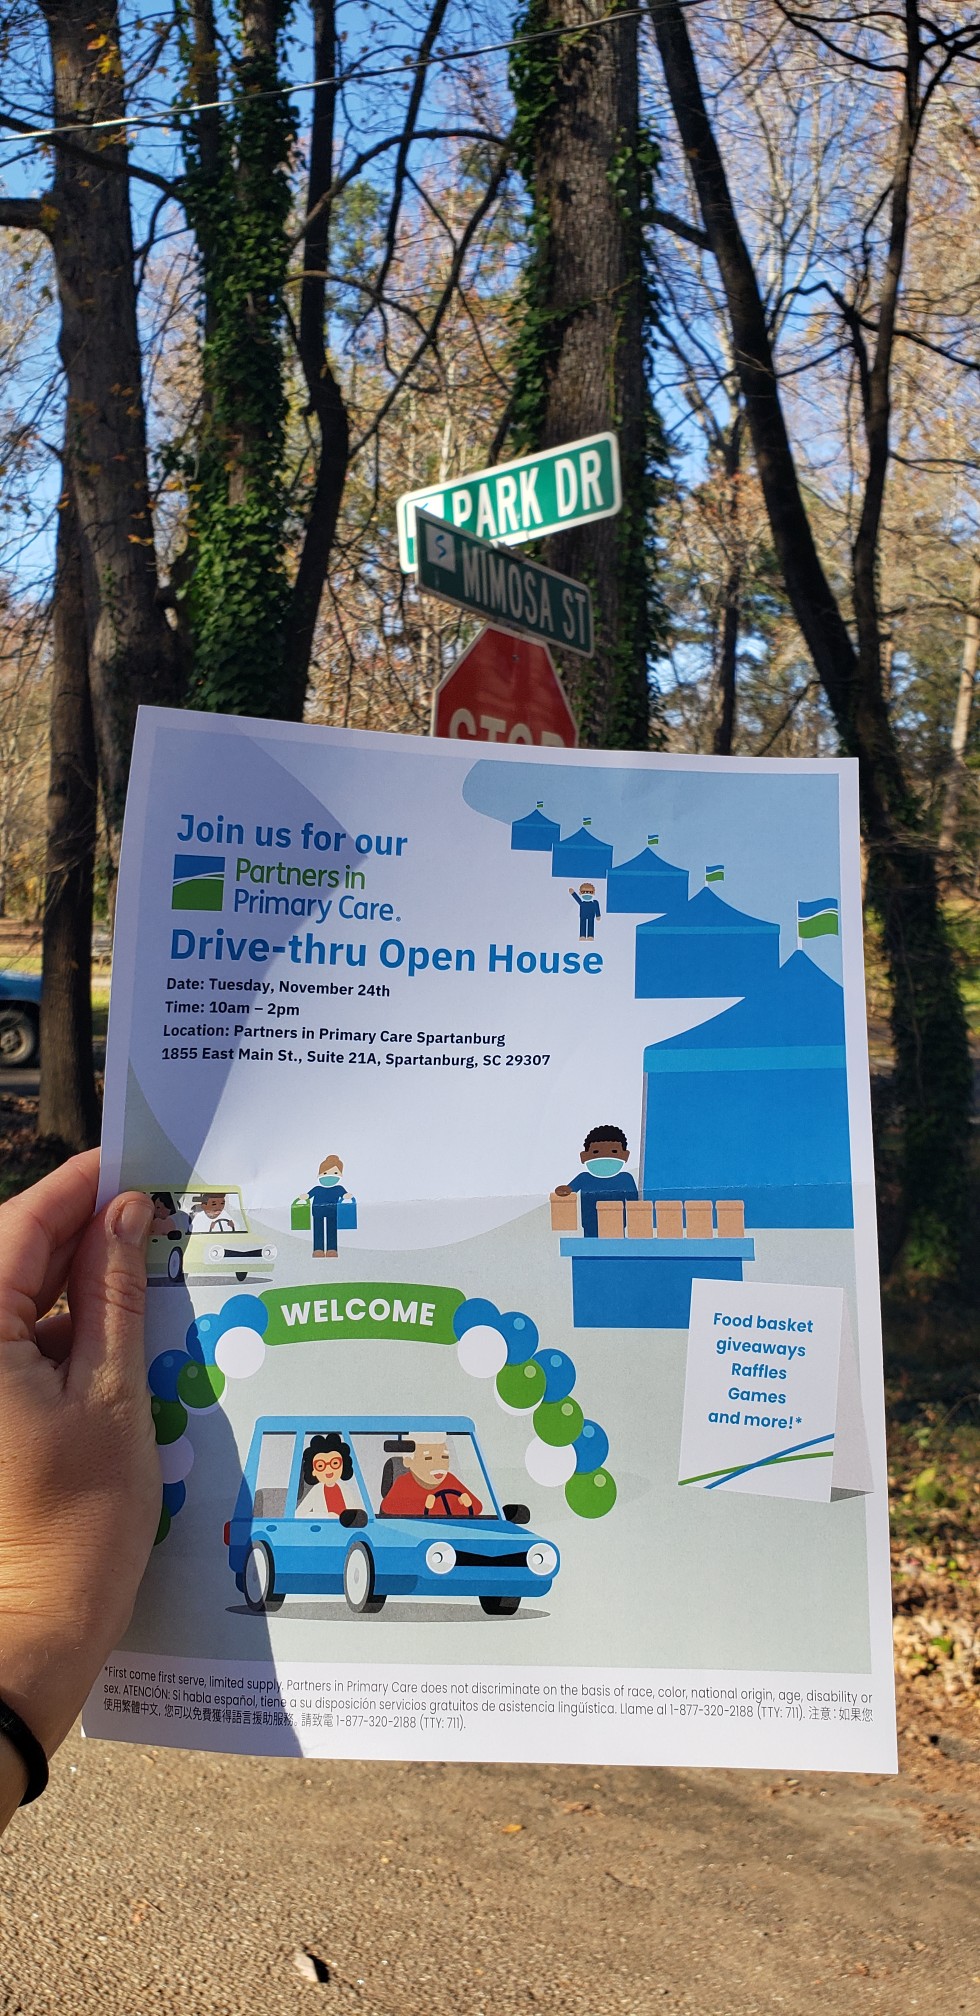 PARK DR
S
MIMOSA ST
STOP
Join us for our
Partners in
Primary Care.
Drive-thru Open House
Date: Tuesday, November 24th
Time: 10am – 2pm
Location: Partners in Primary Care Spartanburg
1855 East Main St., Suite 21A, Spartanburg, SC 29307
WELCOME
Food basket
giveaways
Raffles
Games
and more!*
*First come first serve, limited supply. Partners in Primary Care does not discriminate on the basis of race, color, national origin, age, disability or
sex. ATENCIÓN: Si habla español, tiene a su disposición servicios gratuitos de asistencia lingüística. Llame al 1-877-320-2188 (TTY: 711). 注意：如果您
使用繁體中文, 您可以免費獲得語言援助服務。請致電 1-877-320-2188 (TTY: 711).